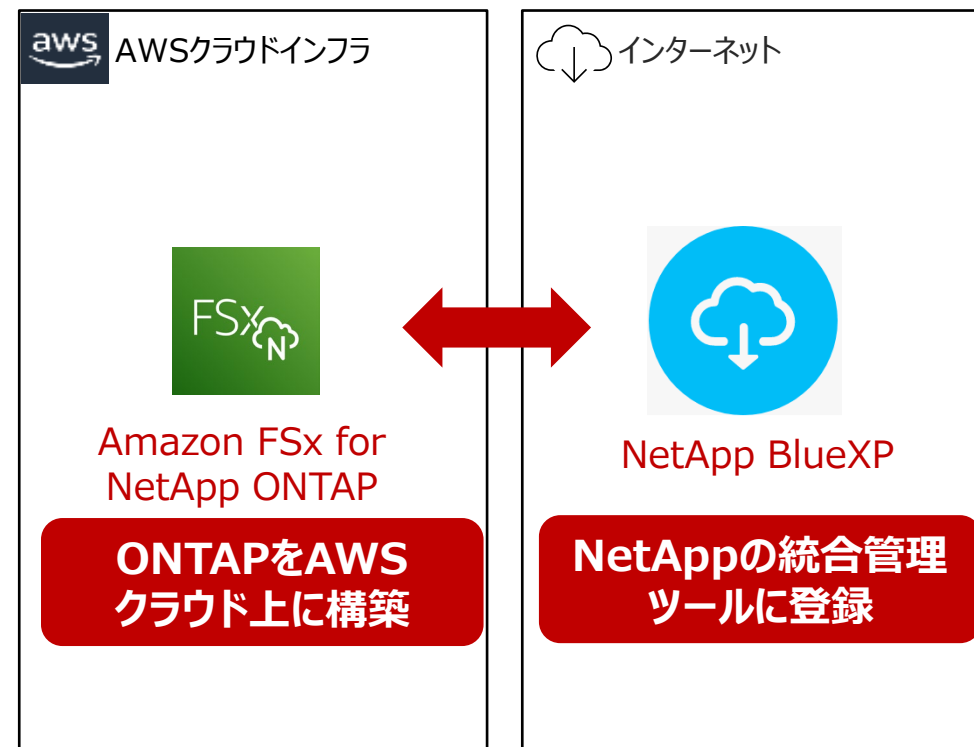 aws
AWSクラウドインフラ
FSx
N
Amazon FSx for
NetApp ONTAP
ONTAPをAWS
クラウド上に構築
インターネット
NetApp BlueXP
NetAppの統合管理
ツールに登録